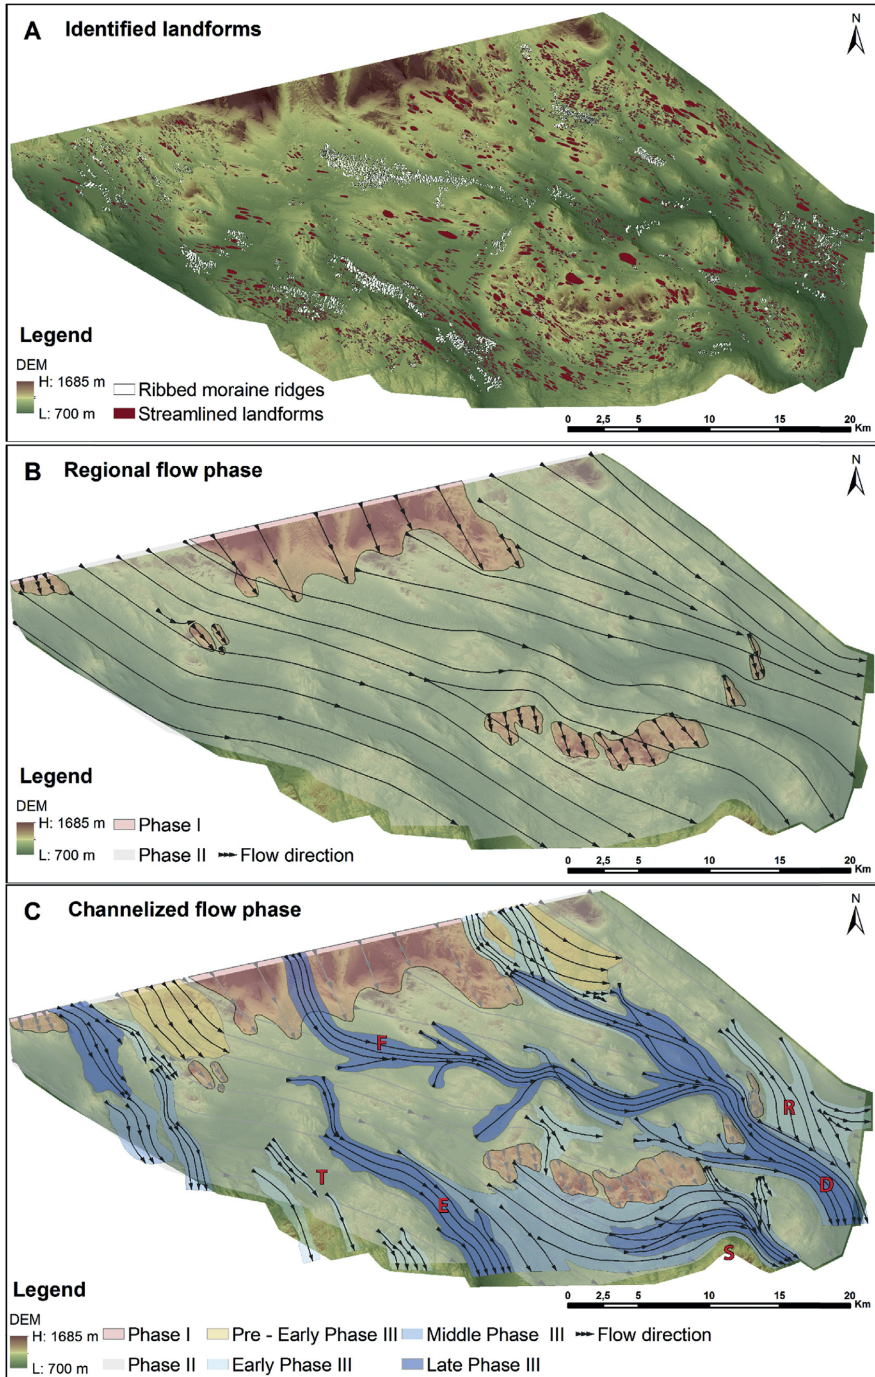 A Identified landforms
N
Legend
DEM
H: 1685 m
L: 700 m
Ribbed moraine ridges
Streamlined landforms
0 2,5 5 10 15 20
Km
B Regional flow phase
N
Legend
DEM
H: 1685 m
L: 700 m
Phase I
Phase II Flow direction
0 2,5 5 10 15 20
Km
C Channelized flow phase
N
F
R
T
E
D
S
Legend
0 2,5 5 10 15 20
Km
DEM
H: 1685 m
L: 700 m
Phase I Pre - Early Phase III Middle Phase III Flow direction
Phase II Early Phase III Late Phase III